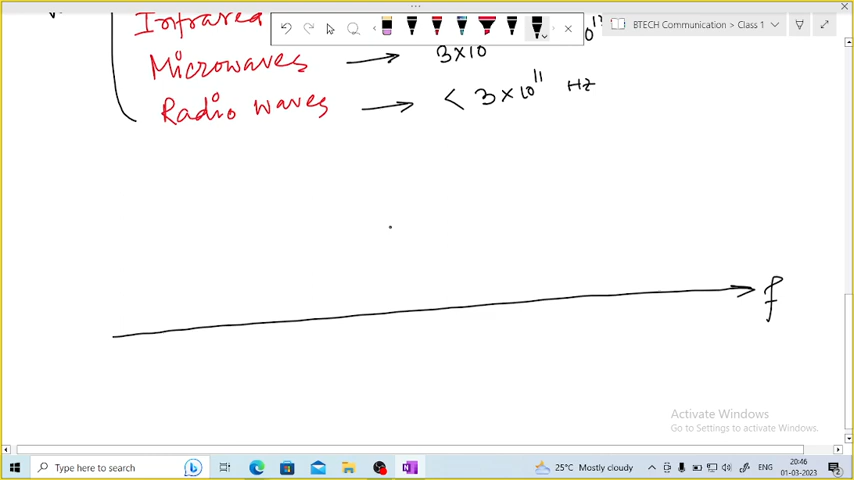 BTECH Communication > Class 1
Infrared
Microwaves → 3×10
Radio waves → < 3×10¹¹ Hz
f
Activate Windows
Go to Settings to activate Windows.
Type here to search
25°C Mostly cloudy
ENG
20:46
01-03-2023
2